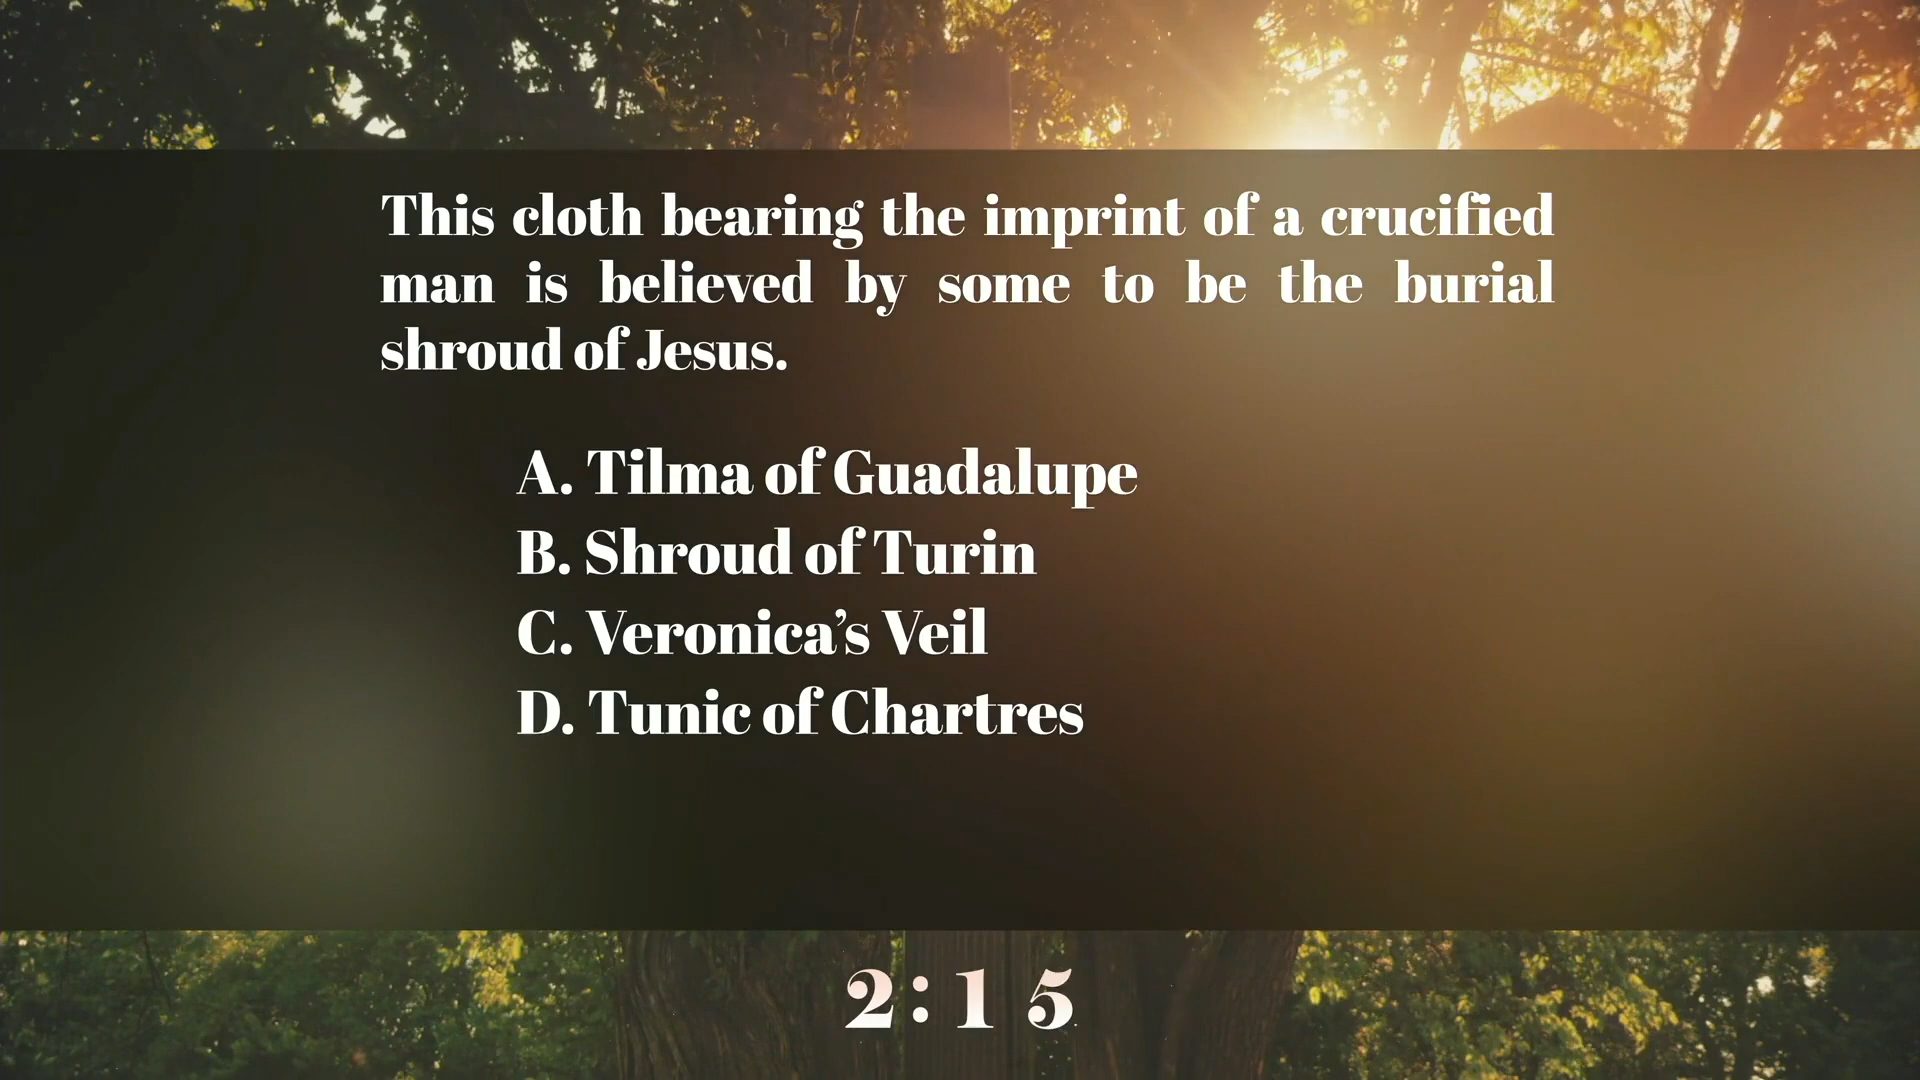 This cloth bearing the imprint of a crucified
man is believed by some to be the burial
shroud of Jesus.
A. Tilma of Guadalupe
B. Shroud of Turin
C. Veronica’s Veil
D. Tunic of Chartres
2:15